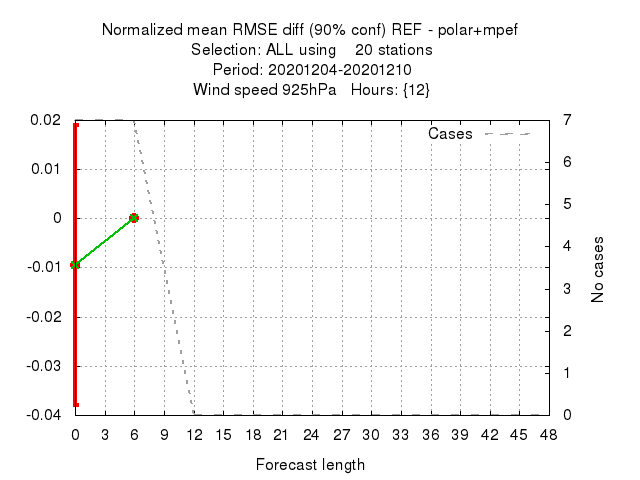 Normalized mean RMSE diff (90% conf) REF - polar+mpef
Selection: ALL using 20 stations
Period: 20201204-20201210
Wind speed 925hPa Hours: {12}
Cases
0.02
0.01
0
-0.01
-0.02
-0.03
-0.04
7
6
5
4
3
2
1
0
No cases
0 3 6 9 12 15 18 21 24 27 30 33 36 39 42 45 48
Forecast length